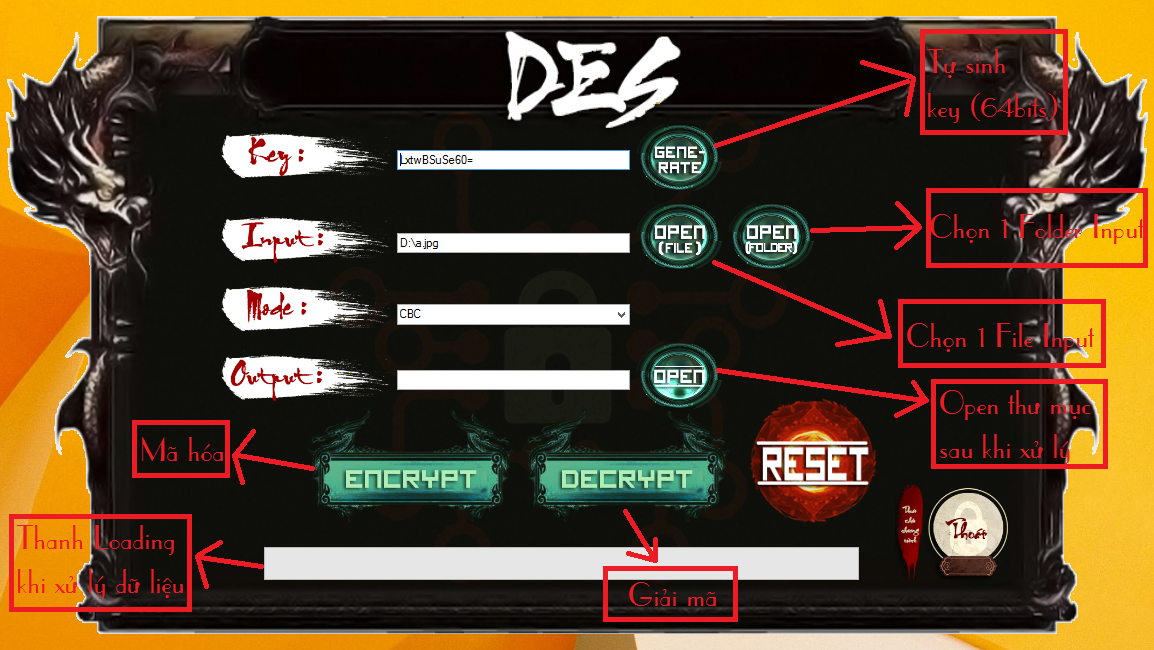 DES
Tự sinh
key (64bits)
Key :
LxtwBSuSe60=
GENE-
RATE
Input :
D:\a.jpg
OPEN
(FILE)
OPEN
(FOLDER)
Chọn 1 Folder Input
Mode :
CBC
Chọn 1 File Input
Output :
OPEN
Open thư mục
sau khi xử lý
Mã hóa
ENCRYPT
DECRYPT
RESET
Thoát
Thanh Loading
khi xử lý dữ liệu
Giải mã